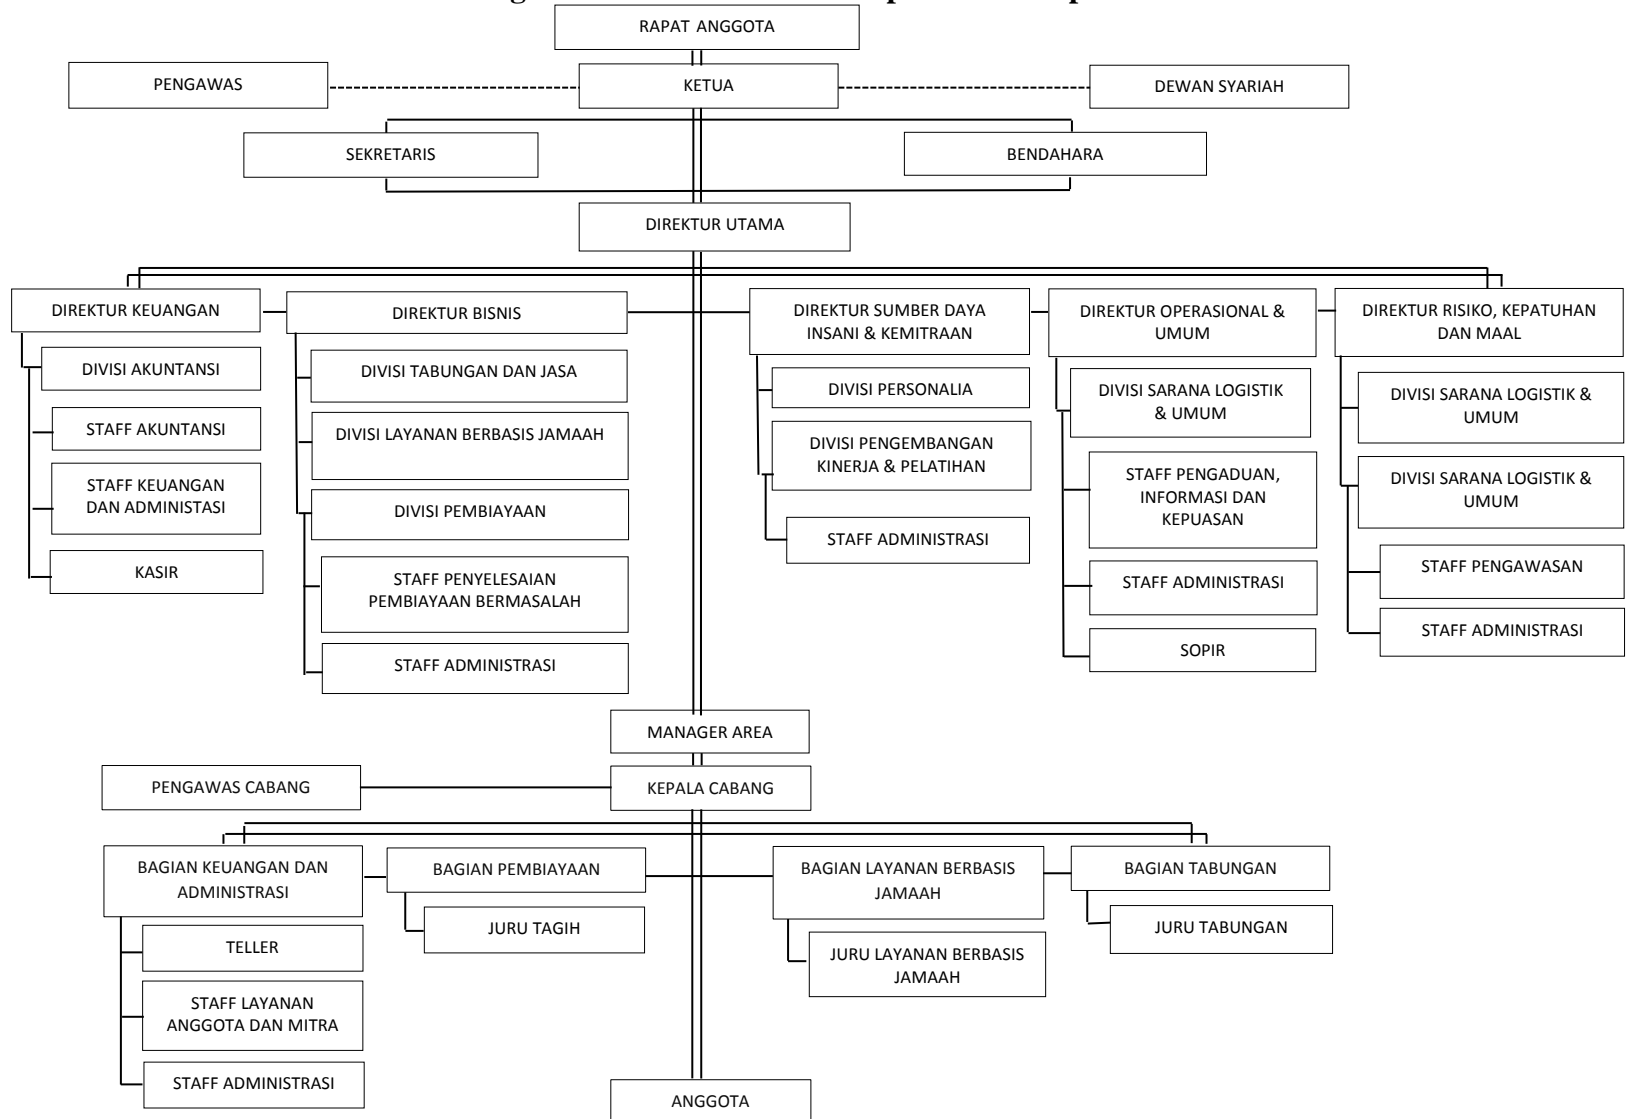 RAPAT ANGGOTA
PENGAWAS
KETUA
DEWAN SYARIAH
SEKRETARIS
BENDAHARA
DIREKTUR UTAMA
DIREKTUR KEUANGAN
DIVISI AKUNTANSI
STAFF AKUNTANSI
STAFF KEUANGAN
DAN ADMINISTASI
KASIR
DIREKTUR BISNIS
DIVISI TABUNGAN DAN JASA
DIVISI LAYANAN BERBASIS JAMAAH
DIVISI PEMBIAYAAN
STAFF PENYELESAIAN
PEMBIAYAAN BERMASALAH
STAFF ADMINISTRASI
DIREKTUR SUMBER DAYA
INSANI & KEMITRAAN
DIVISI PERSONALIA
DIVISI PENGEMBANGAN
KINERJA & PELATIHAN
STAFF ADMINISTRASI
DIREKTUR OPERASIONAL &
UMUM
DIVISI SARANA LOGISTIK
& UMUM
STAFF PENGADUAN,
INFORMASI DAN
KEPUASAN
STAFF ADMINISTRASI
SOPIR
DIREKTUR RISIKO, KEPATUHAN
DAN MAAL
DIVISI SARANA LOGISTIK &
UMUM
DIVISI SARANA LOGISTIK &
UMUM
STAFF PENGAWASAN
STAFF ADMINISTRASI
MANAGER AREA
PENGAWAS CABANG
KEPALA CABANG
BAGIAN KEUANGAN DAN
ADMINISTRASI
TELLER
STAFF LAYANAN
ANGGOTA DAN MITRA
STAFF ADMINISTRASI
BAGIAN PEMBIAYAAN
JURU TAGIH
BAGIAN LAYANAN BERBASIS
JAMAAH
JURU LAYANAN BERBASIS
JAMAAH
BAGIAN TABUNGAN
JURU TABUNGAN
ANGGOTA